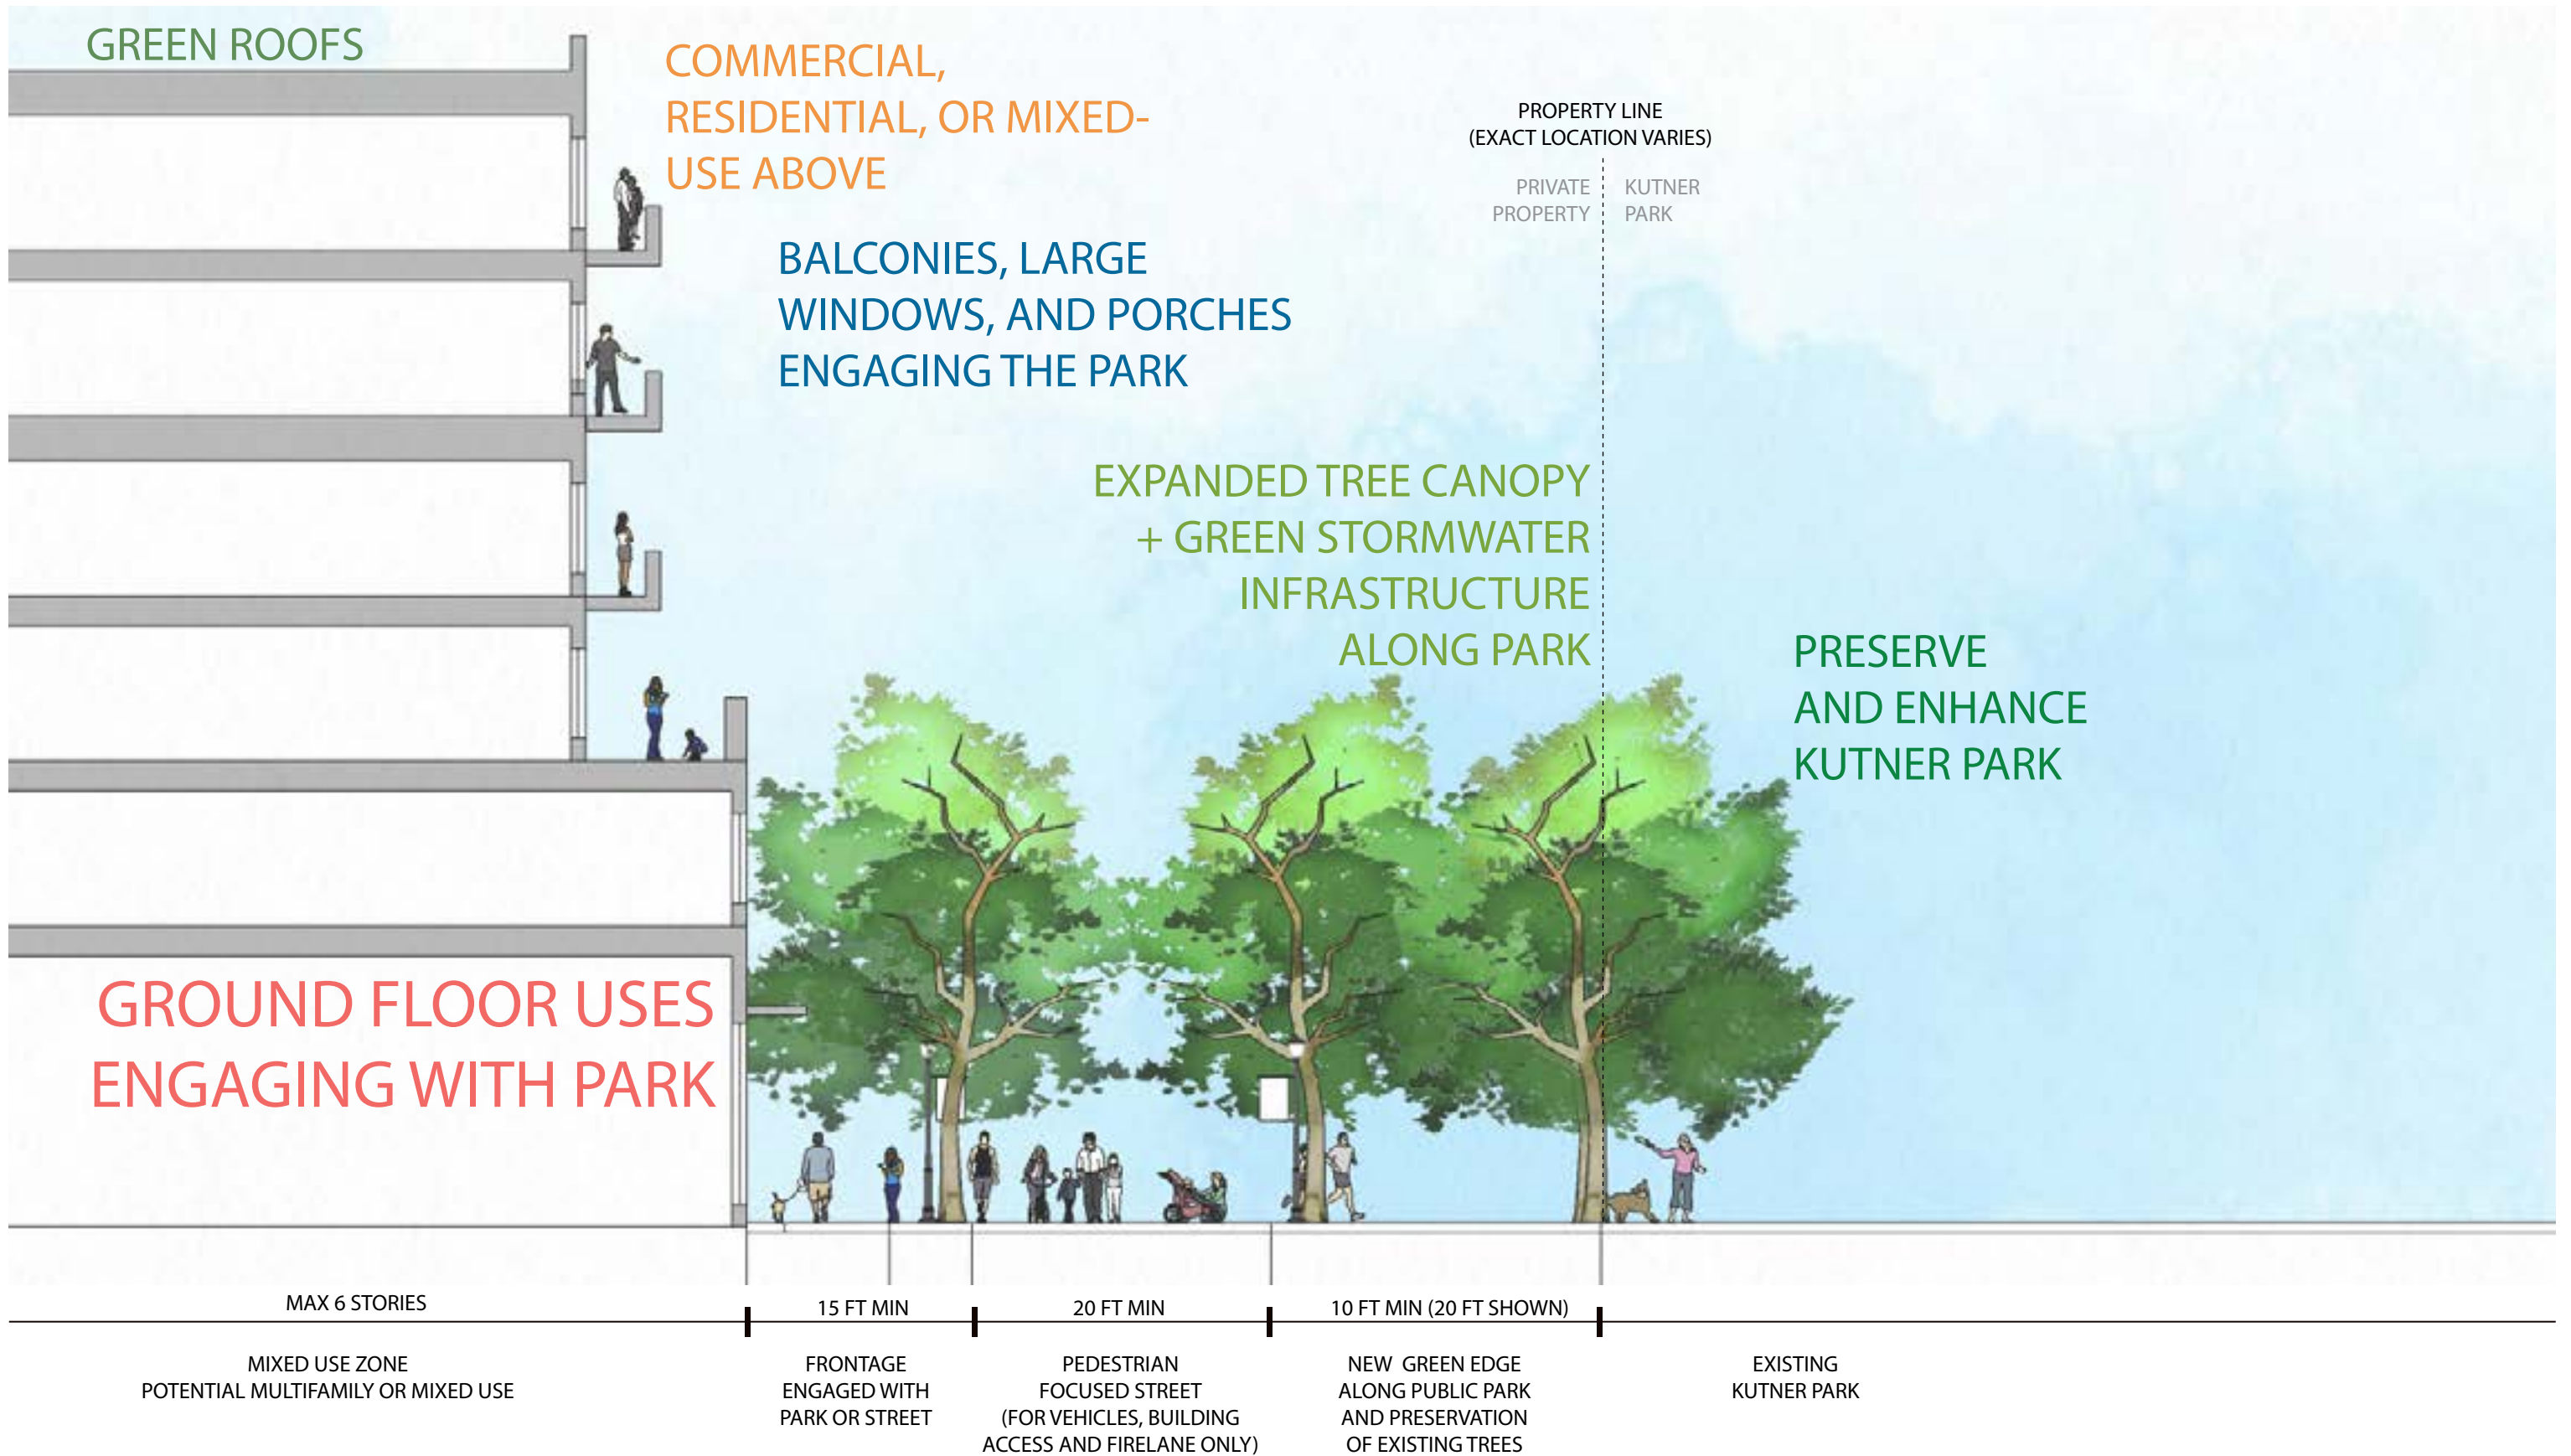 GREEN ROOFS
COMMERCIAL,
RESIDENTIAL, OR MIXED-
USE ABOVE
PROPERTY LINE
(EXACT LOCATION VARIES)
PRIVATE
PROPERTY
KUTNER
PARK
BALCONIES, LARGE
WINDOWS, AND PORCHES
ENGAGING THE PARK
EXPANDED TREE CANOPY
+ GREEN STORMWATER
INFRASTRUCTURE
ALONG PARK
PRESERVE
AND ENHANCE
KUTNER PARK
GROUND FLOOR USES
ENGAGING WITH PARK
MAX 6 STORIES
15 FT MIN
20 FT MIN
10 FT MIN (20 FT SHOWN)
MIXED USE ZONE
POTENTIAL MULTIFAMILY OR MIXED USE
FRONTAGE
ENGAGED WITH
PARK OR STREET
PEDESTRIAN
FOCUSED STREET
(FOR VEHICLES, BUILDING
ACCESS AND FIRELANE ONLY)
NEW GREEN EDGE
ALONG PUBLIC PARK
AND PRESERVATION
OF EXISTING TREES
EXISTING
KUTNER PARK